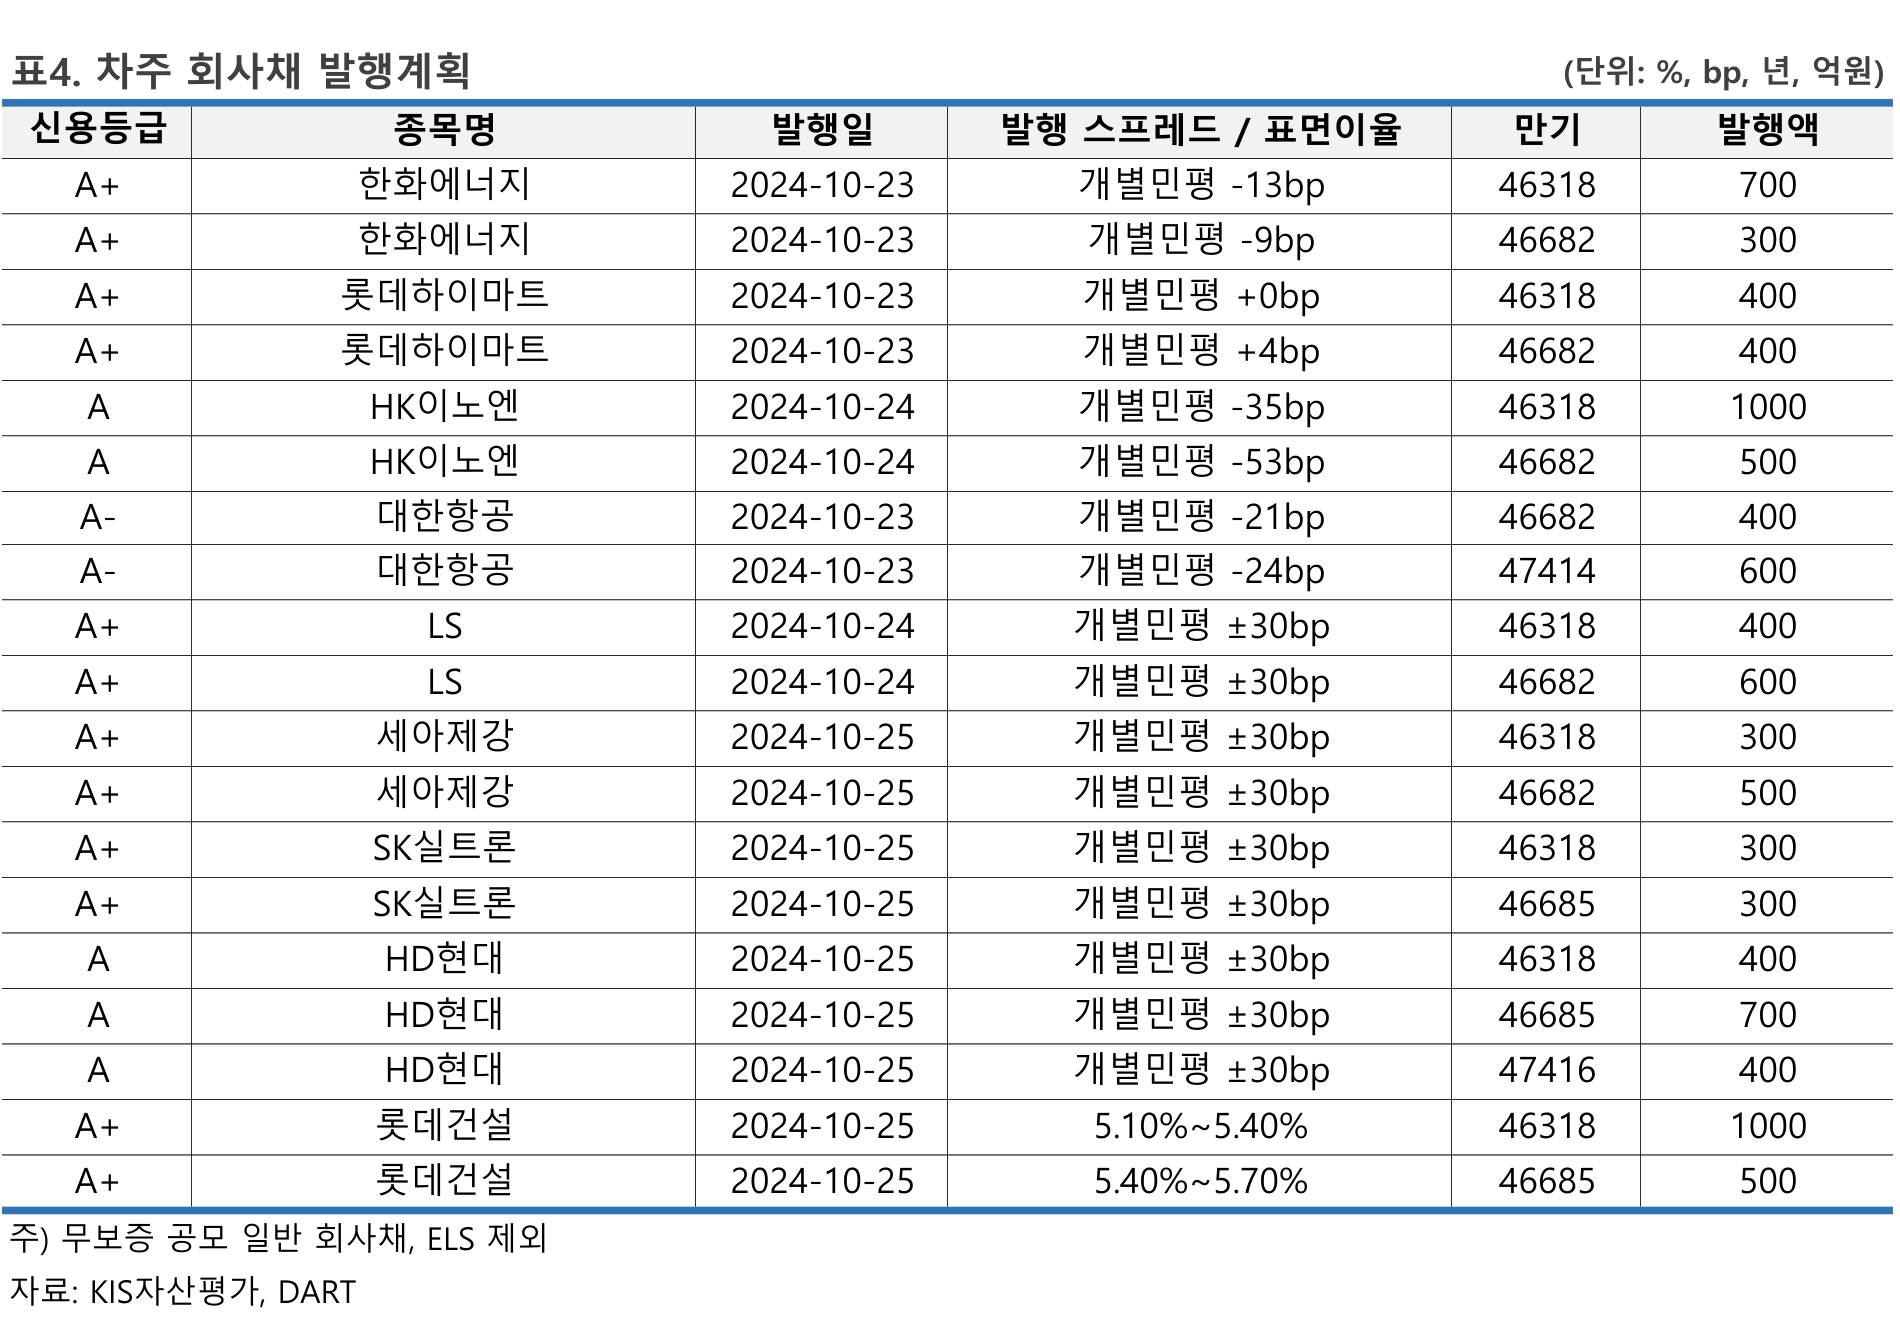 표4. 차주 회사채 발행계획 (단위: %, bp, 년, 억원)
신용등급 종목명 발행일 발행 스프레드 / 표면이율 만기 발행액
A+ 한화에너지 2024-10-23 개별민평 -13bp 46318 700
A+ 한화에너지 2024-10-23 개별민평 -9bp 46682 300
A+ 롯데하이마트 2024-10-23 개별민평 +0bp 46318 400
A+ 롯데하이마트 2024-10-23 개별민평 +4bp 46682 400
A HK이노엔 2024-10-24 개별민평 -35bp 46318 1000
A HK이노엔 2024-10-24 개별민평 -53bp 46682 500
A- 대한항공 2024-10-23 개별민평 -21bp 46682 400
A- 대한항공 2024-10-23 개별민평 -24bp 47414 600
A+ LS 2024-10-24 개별민평 ±30bp 46318 400
A+ LS 2024-10-24 개별민평 ±30bp 46682 600
A+ 세아제강 2024-10-25 개별민평 ±30bp 46318 300
A+ 세아제강 2024-10-25 개별민평 ±30bp 46682 500
A+ SK실트론 2024-10-25 개별민평 ±30bp 46318 300
A+ SK실트론 2024-10-25 개별민평 ±30bp 46685 300
A HD현대 2024-10-25 개별민평 ±30bp 46318 400
A HD현대 2024-10-25 개별민평 ±30bp 46685 700
A HD현대 2024-10-25 개별민평 ±30bp 47416 400
A+ 롯데건설 2024-10-25 5.10%~5.40% 46318 1000
A+ 롯데건설 2024-10-25 5.40%~5.70% 46685 500
주) 무보증 공모 일반 회사채, ELS 제외
자료: KIS자산평가, DART